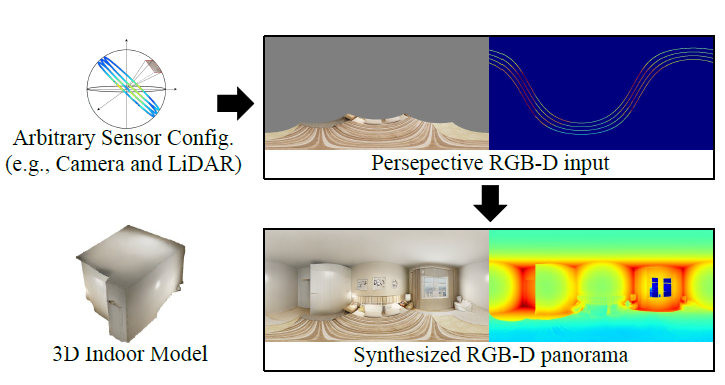 Arbitrary Sensor Config.
(e.g., Camera and LiDAR)
Persepective RGB-D input
3D Indoor Model
Synthesized RGB-D panorama